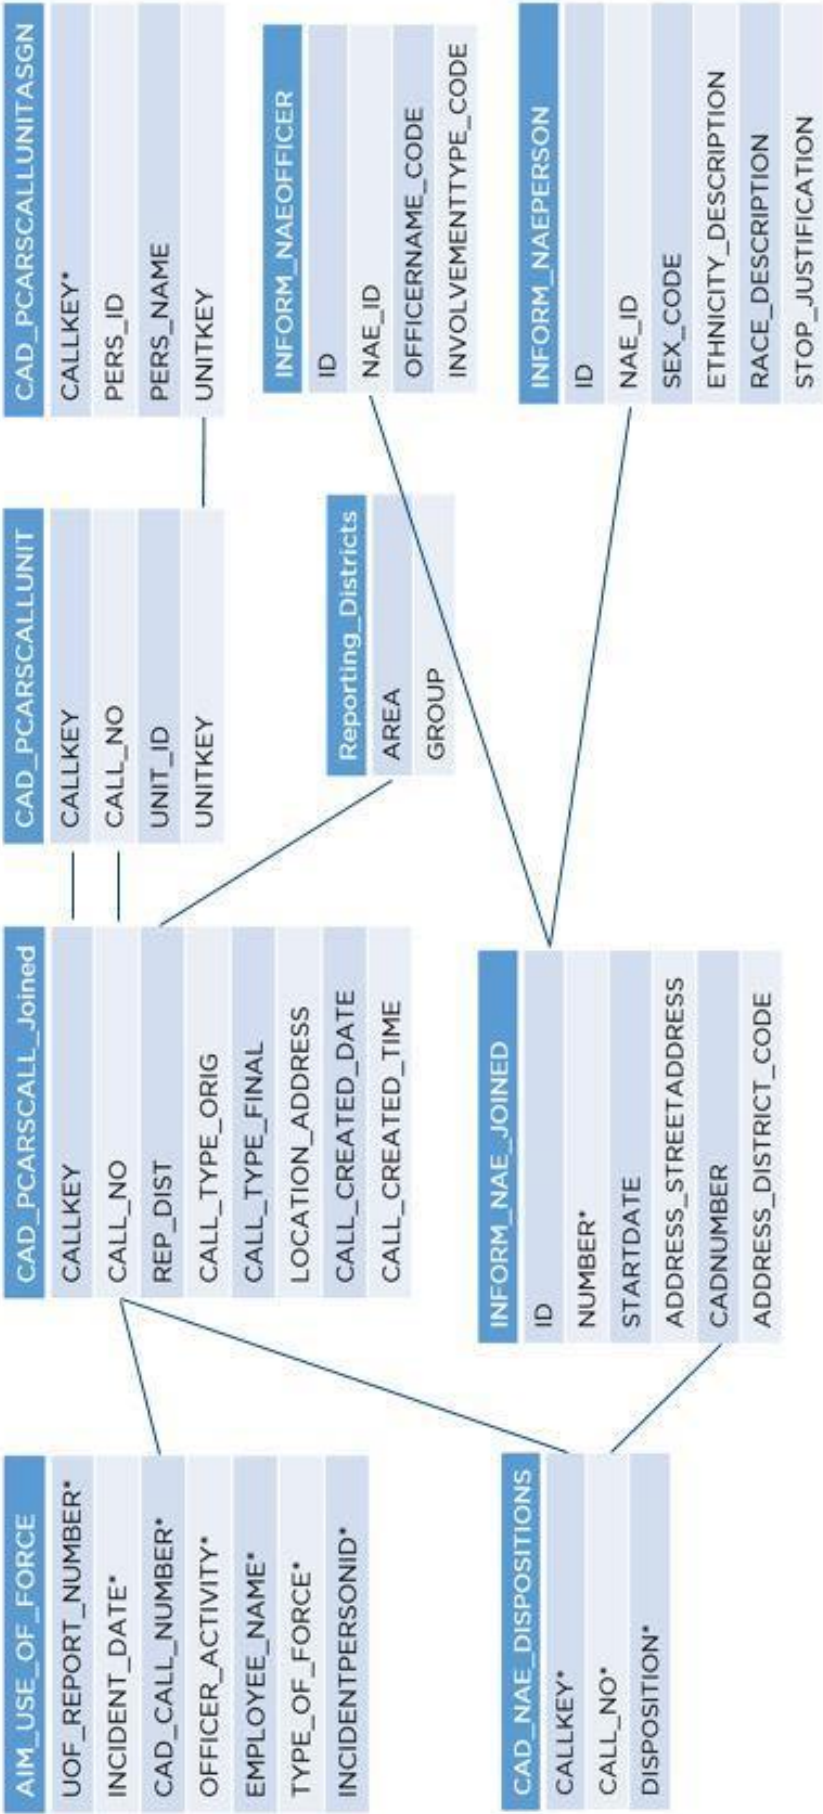 AIM_USE_OF_FORCE
UOF_REPORT_NUMBER*
INCIDENT_DATE*
CAD_CALL_NUMBER*
OFFICER_ACTIVITY*
EMPLOYEE_NAME*
TYPE_OF_FORCE*
INCIDENTPERSONID*
CAD_PCARSCALL_Joined
CALLKEY
CALL_NO
REP_DIST
CALL_TYPE_ORIG
CALL_TYPE_FINAL
LOCATION_ADDRESS
CALL_CREATED_DATE
CALL_CREATED_TIME
CAD_PCARSCALLUNIT
CALLKEY
CALL_NO
UNIT_ID
UNITKEY
CAD_PCARSCALLUNITASGN
CALLKEY*
PERS_ID
PERS_NAME
UNITKEY
Reporting_Districts
AREA
GROUP
INFORM_NAEOFFICER
ID
NAE_ID
OFFICERNAME_CODE
INVOLVEMENTTYPE_CODE
CAD_NAE_DISPOSITIONS
CALLKEY*
CALL_NO*
DISPOSITION*
INFORM_NAE_JOINED
ID
NUMBER*
STARTDATE
ADDRESS_STREETADDRESS
CADNUMBER
ADDRESS_DISTRICT_CODE
INFORM_NAEPERSON
ID
NAE_ID
SEX_CODE
ETHNICITY_DESCRIPTION
RACE_DESCRIPTION
STOP_JUSTIFICATION